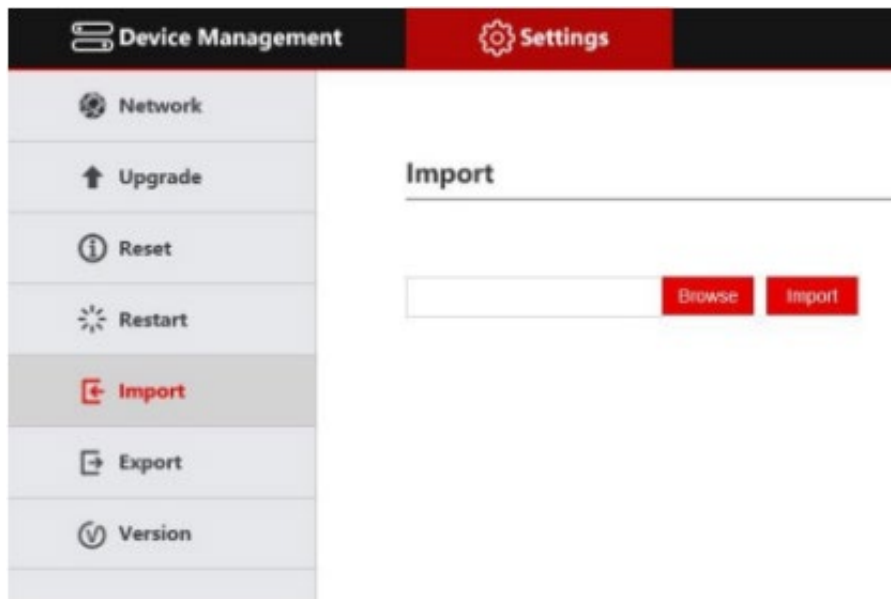 Device Management Settings
Network
Import
Upgrade
Reset
Browse Import
Restart
Import
Export
Version